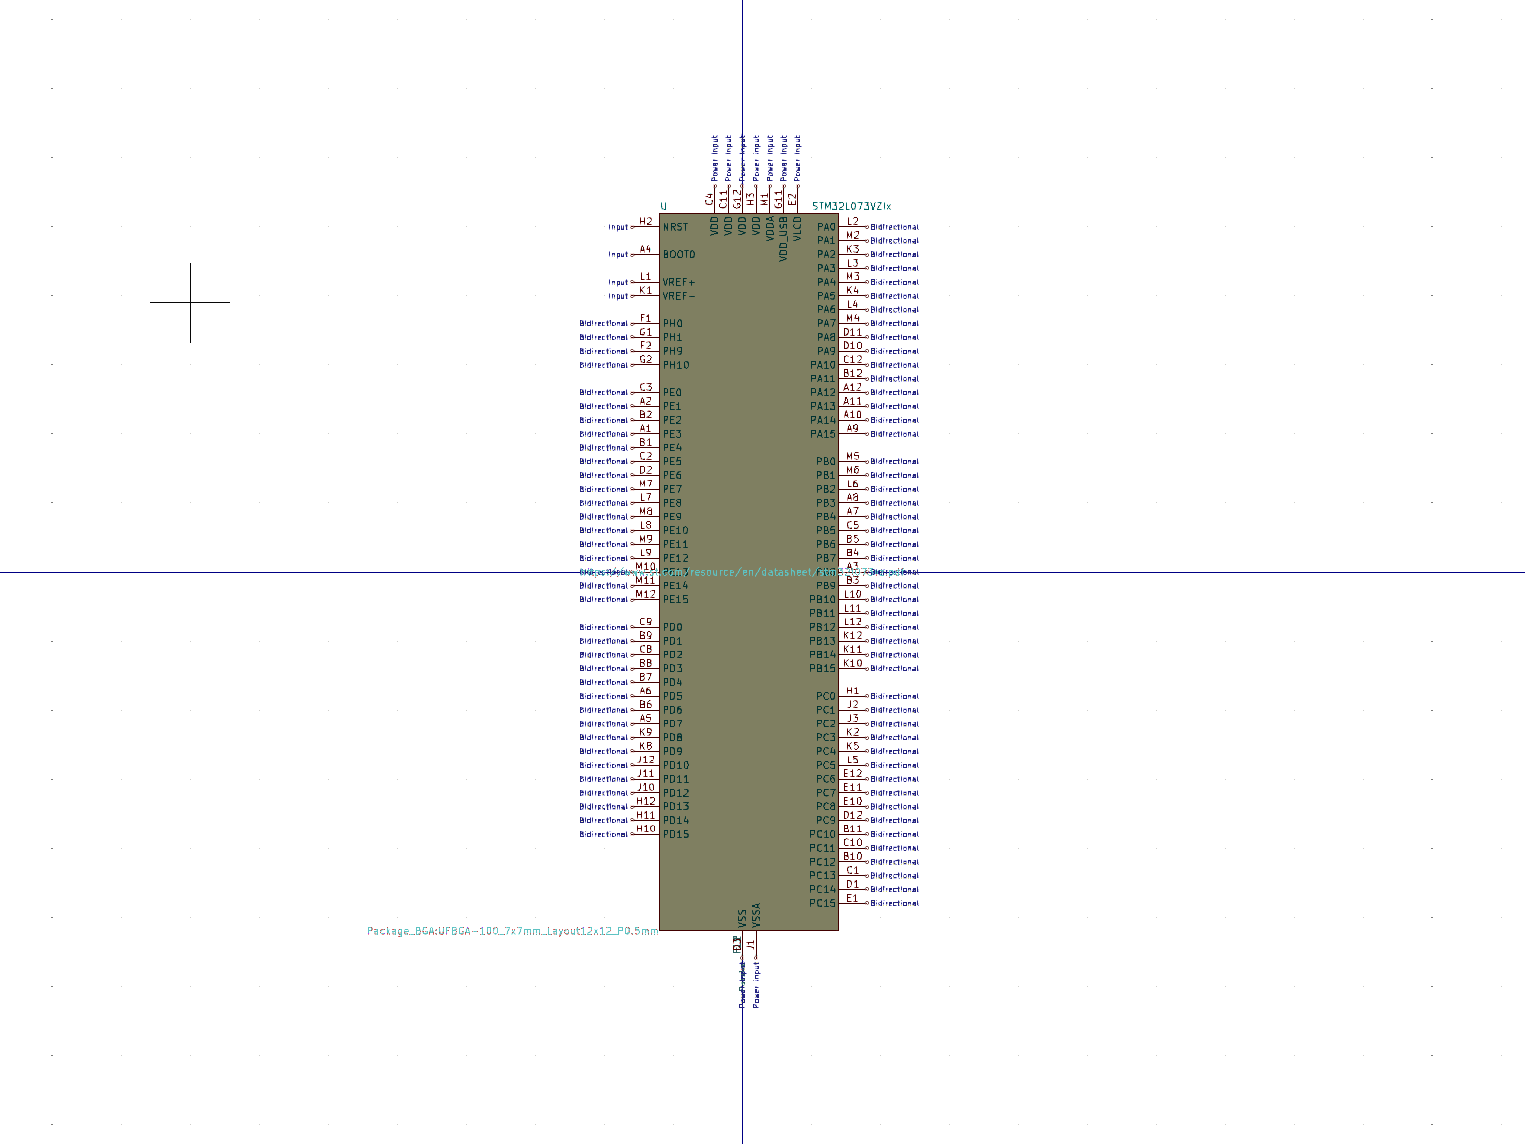 Power Input Power Input Power Input Power Input Power Input Power Input Power Input
C4 C11 G12 H3 M1 G11 E2
U STM32L073VZIx
VDD VDD VDD VDD VDDA VDD_USB VLCD
Input H2 NRST PA0 L2 Bidirectional
PA1 M2 Bidirectional
Input A4 BOOT0 PA2 K3 Bidirectional
PA3 L3 Bidirectional
Input L1 VREF+ PA4 M3 Bidirectional
Input K1 VREF- PA5 K4 Bidirectional
PA6 L4 Bidirectional
Bidirectional F1 PH0 PA7 M4 Bidirectional
Bidirectional G1 PH1 PA8 D11 Bidirectional
Bidirectional F2 PH9 PA9 D10 Bidirectional
Bidirectional G2 PH10 PA10 C12 Bidirectional
PA11 B12 Bidirectional
Bidirectional C3 PE0 PA12 A12 Bidirectional
Bidirectional A2 PE1 PA13 A11 Bidirectional
Bidirectional B2 PE2 PA14 A10 Bidirectional
Bidirectional A1 PE3 PA15 A9 Bidirectional
Bidirectional B1 PE4
Bidirectional C2 PE5 PB0 M5 Bidirectional
Bidirectional D2 PE6 PB1 M6 Bidirectional
Bidirectional M7 PE7 PB2 L6 Bidirectional
Bidirectional L7 PE8 PB3 A8 Bidirectional
Bidirectional M8 PE9 PB4 A7 Bidirectional
Bidirectional L8 PE10 PB5 C5 Bidirectional
Bidirectional M9 PE11 PB6 B5 Bidirectional
Bidirectional L9 PE12 PB7 B4 Bidirectional
M10 PE13 A3
Bidirectional M11 PE14 PB9 B3 Bidirectional
Bidirectional M12 PE15 PB10 L10 Bidirectional
PB11 L11 Bidirectional
Bidirectional C9 PD0 PB12 L12 Bidirectional
Bidirectional B9 PD1 PB13 K12 Bidirectional
Bidirectional C8 PD2 PB14 K11 Bidirectional
Bidirectional B8 PD3 PB15 K10 Bidirectional
Bidirectional B7 PD4
Bidirectional A6 PD5 PC0 H1 Bidirectional
Bidirectional B6 PD6 PC1 J2 Bidirectional
Bidirectional A5 PD7 PC2 J3 Bidirectional
Bidirectional K9 PD8 PC3 K2 Bidirectional
Bidirectional K8 PD9 PC4 K5 Bidirectional
Bidirectional J12 PD10 PC5 L5 Bidirectional
Bidirectional J11 PD11 PC6 E12 Bidirectional
Bidirectional J10 PD12 PC7 E11 Bidirectional
Bidirectional H12 PD13 PC8 E10 Bidirectional
Bidirectional H11 PD14 PC9 D12 Bidirectional
Bidirectional H10 PD15 PC10 B11 Bidirectional
PC11 C10 Bidirectional
PC12 B10 Bidirectional
PC13 C1 Bidirectional
PC14 D1 Bidirectional
PC15 E1 Bidirectional
VSS VSSA
Package_BGA:UFBGA-100_7x7mm_Layout12x12_P0.5mm
J1
Power Input Power Input